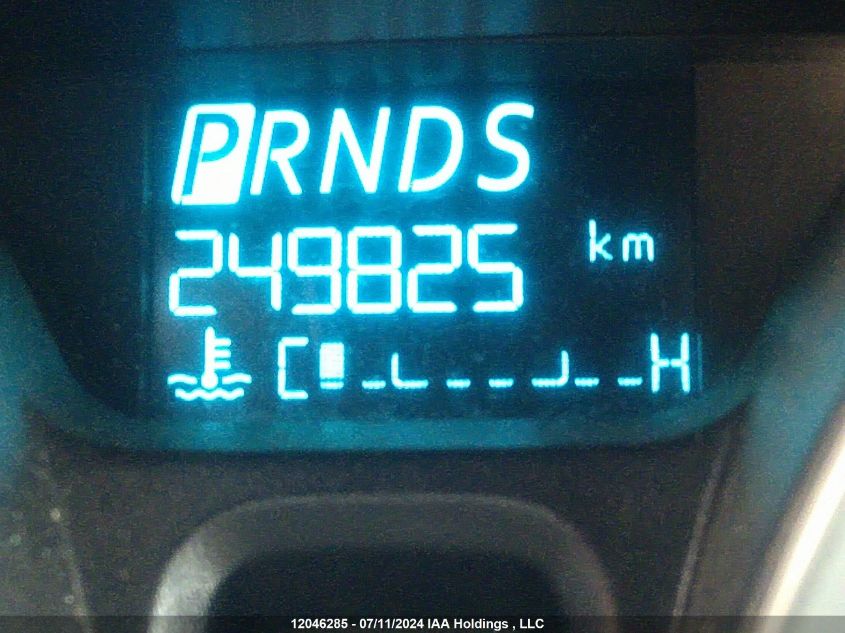 PRNDS
249825 km
C H
12046285 - 07/11/2024 IAA Holdings , LLC